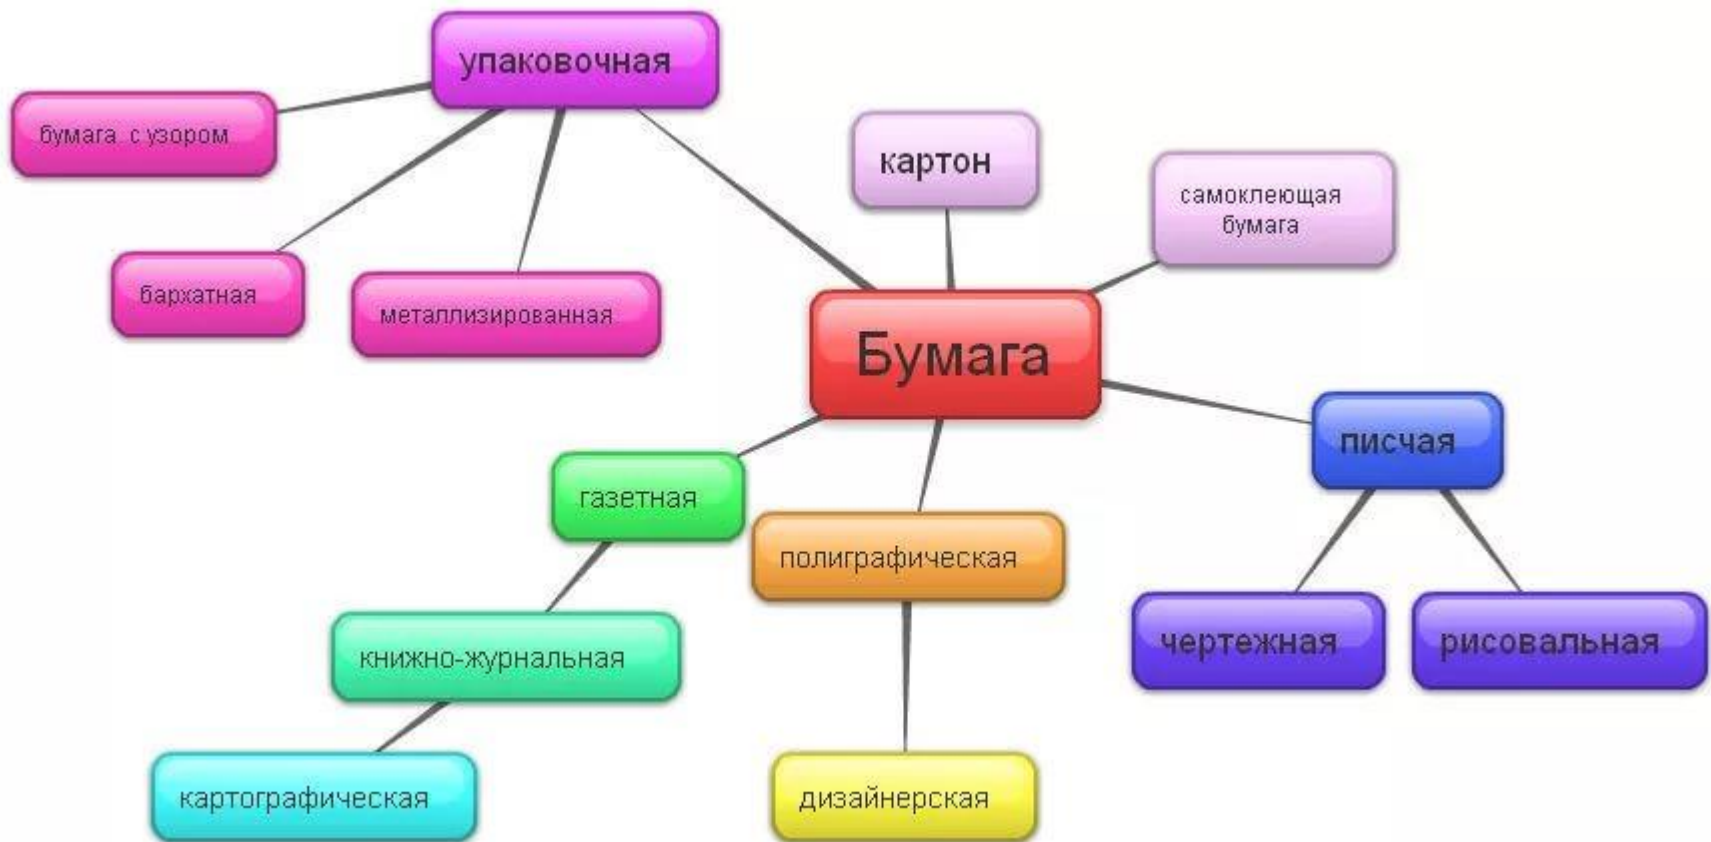 упаковочная
бумага с узором
картон
самоклеющая
бумага
бархатная
металлизированная
Бумага
писчая
газетная
полиграфическая
чертежная
рисовальная
книжно-журнальная
картографическая
дизайнерская